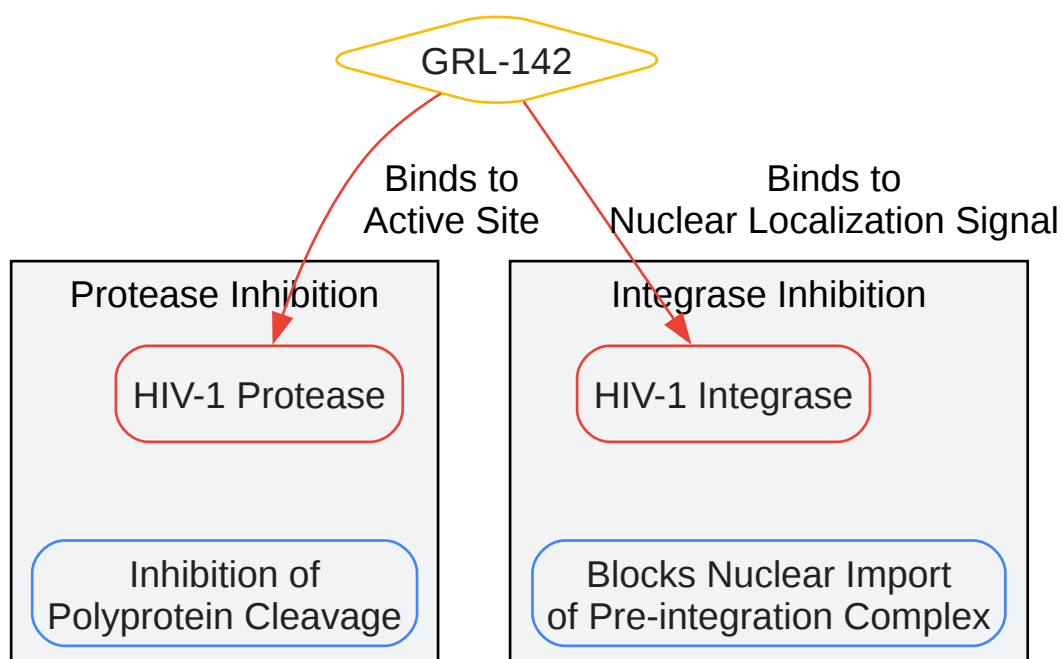 GRL-142
Binds to
Active Site
Binds to
Nuclear Localization Signal
Protease Inhibition
Integrase Inhibition
HIV-1 Protease
HIV-1 Integrase
Inhibition of
Polyprotein Cleavage
Blocks Nuclear Import
of Pre-integration Complex